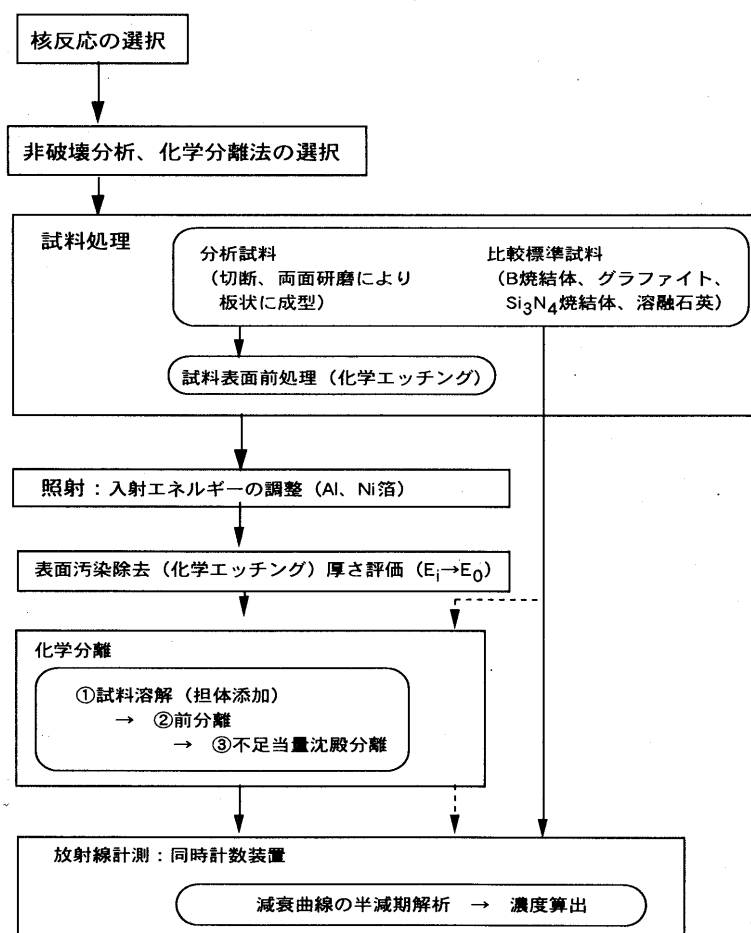 核反応の選択
非破壊分析、化学分離法の選択
試料処理
分析試料
(切断、両面研磨により
板状に成型)
比較標準試料
(B焼結体、グラファイト、
Si3N4焼結体、溶融石英)
試料表面前処理(化学エッチング)
照射:入射エネルギーの調整(Al、Ni箔)
表面汚染除去(化学エッチング)厚さ評価(Ei→E0)
化学分離
①試料溶解(担体添加)
→ ②前分離
→ ③不足当量沈殿分離
放射線計測:同時計数装置
減衰曲線の半減期解析 → 濃度算出